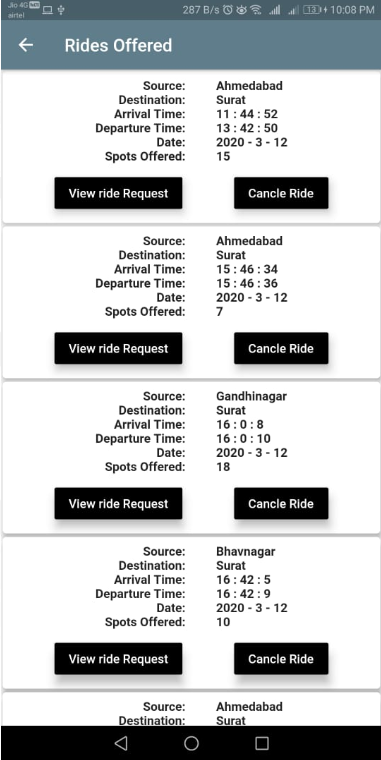 Jio 4G
airtel
287 B/s 13 10:08 PM
Rides Offered
Source: Ahmedabad
Destination: Surat
Arrival Time: 11 : 44 : 52
Departure Time: 13 : 42 : 50
Date: 2020 - 3 - 12
Spots Offered: 15
View ride Request Cancle Ride
Source: Ahmedabad
Destination: Surat
Arrival Time: 15 : 46 : 34
Departure Time: 15 : 46 : 36
Date: 2020 - 3 - 12
Spots Offered: 7
View ride Request Cancle Ride
Source: Gandhinagar
Destination: Surat
Arrival Time: 16 : 0 : 8
Departure Time: 16 : 0 : 10
Date: 2020 - 3 - 12
Spots Offered: 18
View ride Request Cancle Ride
Source: Bhavnagar
Destination: Surat
Arrival Time: 16 : 42 : 5
Departure Time: 16 : 42 : 9
Date: 2020 - 3 - 12
Spots Offered: 10
View ride Request Cancle Ride
Source: Ahmedabad
Destination: Surat